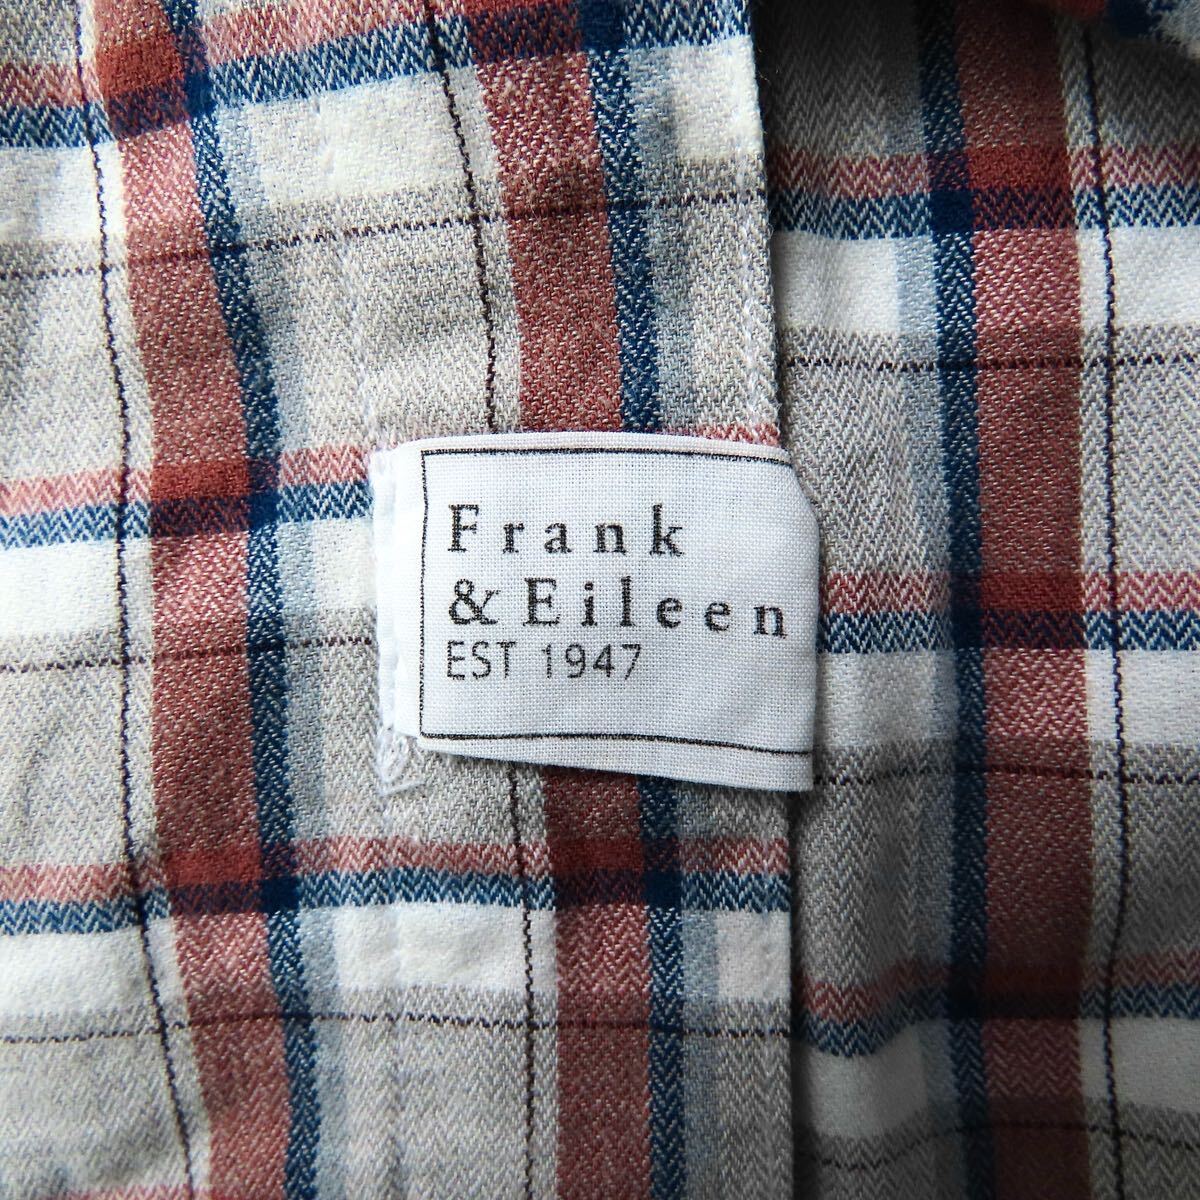 Frank
& Eileen
EST 1947